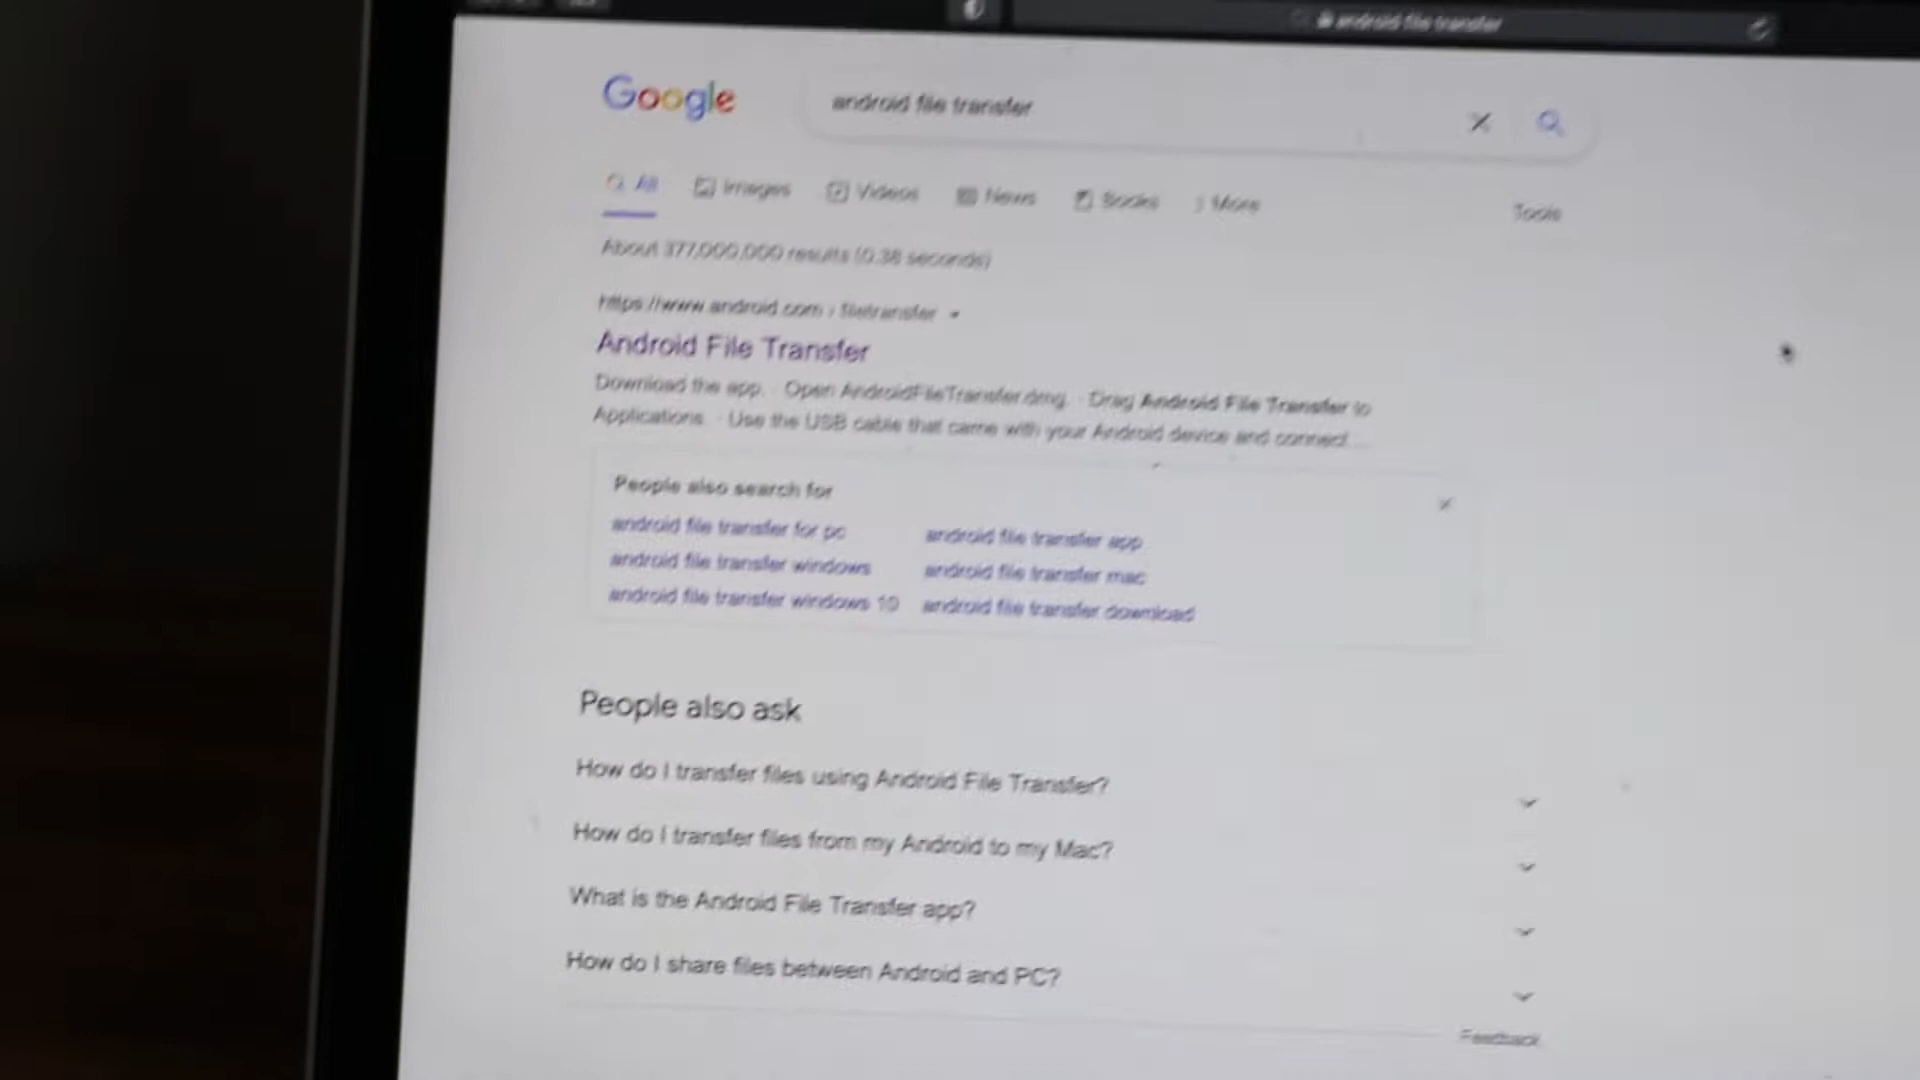 android file transfer
Google
android file transfer
All Images Videos News Books More Tools
About 377,000,000 results (0.38 seconds)
https://www.android.com › filetransfer
Android File Transfer
Download the app. · Open AndroidFileTransfer.dmg. · Drag Android File Transfer to
Applications. · Use the USB cable that came with your Android device and connect ...
People also search for
android file transfer for pc android file transfer app
android file transfer windows android file transfer mac
android file transfer windows 10 android file transfer download
People also ask
How do I transfer files using Android File Transfer?
How do I transfer files from my Android to my Mac?
What is the Android File Transfer app?
How do I share files between Android and PC?
Feedback